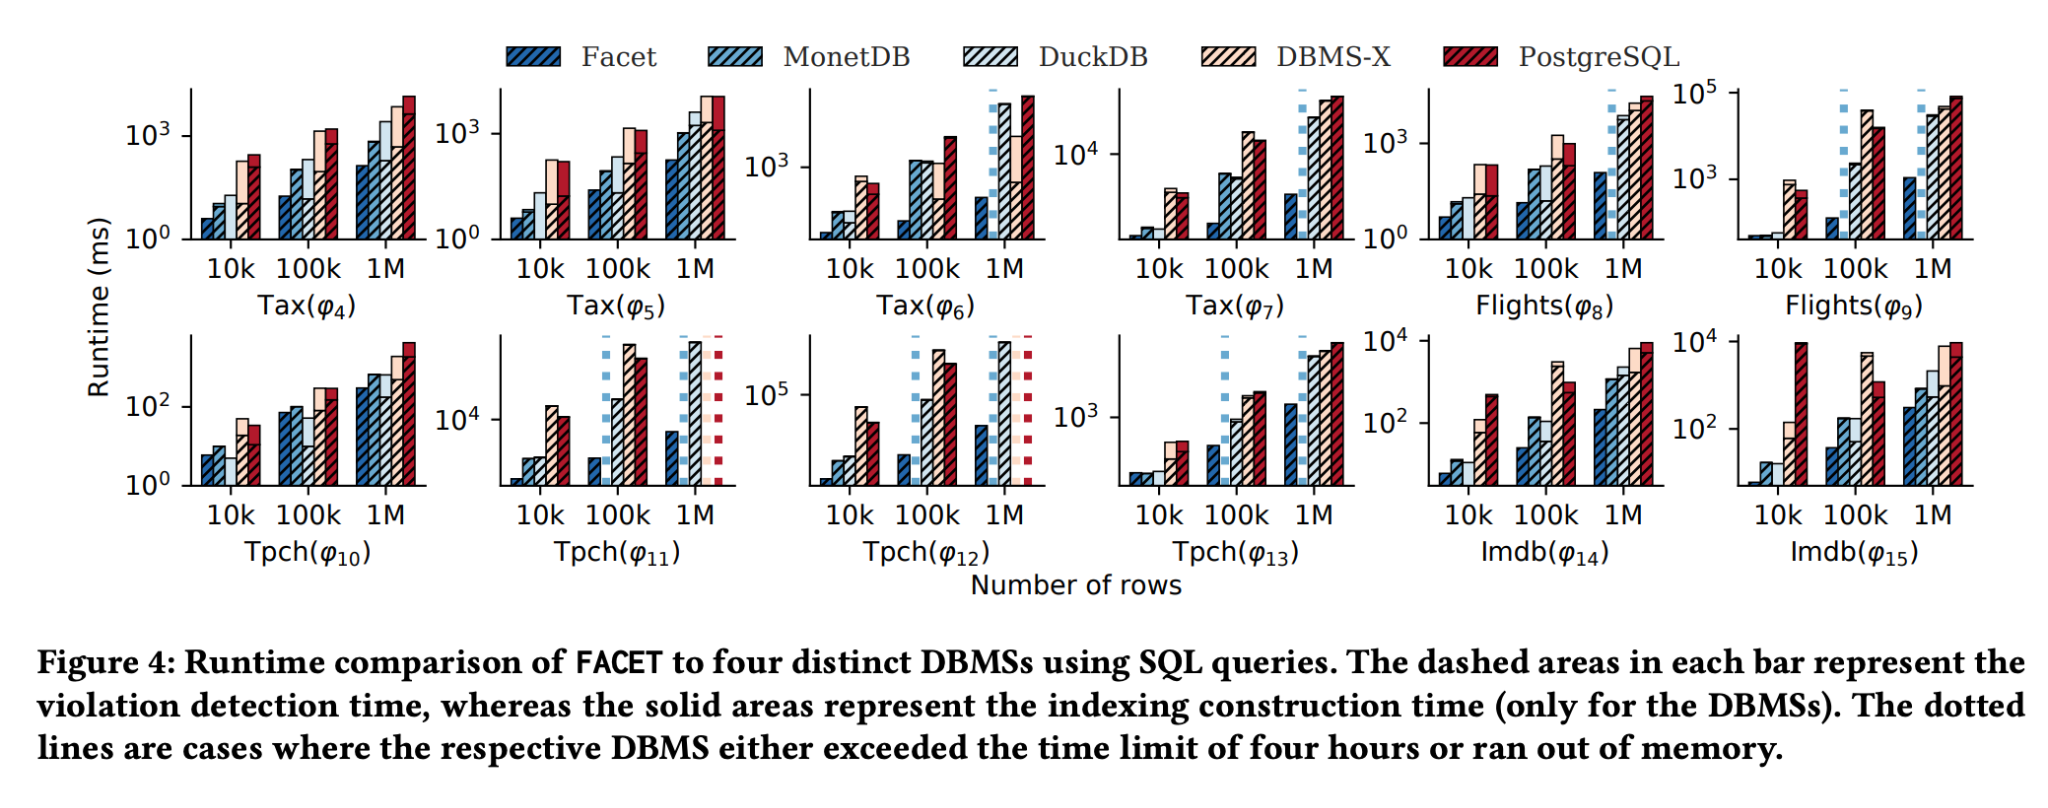 Facet MonetDB DuckDB DBMS-X PostgreSQL
Runtime (ms)
10³ 10⁰
10k 100k 1M
Tax(φ₄)
10³ 10⁰
10k 100k 1M
Tax(φ₅)
10³
10k 100k 1M
Tax(φ₆)
10⁴
10k 100k 1M
Tax(φ₇)
10³ 10⁰
10k 100k 1M
Flights(φ₈)
10⁵ 10³
10k 100k 1M
Flights(φ₉)
10² 10⁰
10k 100k 1M
Tpch(φ₁₀)
10⁴
10k 100k 1M
Tpch(φ₁₁)
10⁵
10k 100k 1M
Tpch(φ₁₂)
10³
10k 100k 1M
Tpch(φ₁₃)
10⁴ 10²
10k 100k 1M
Imdb(φ₁₄)
10⁴ 10²
10k 100k 1M
Imdb(φ₁₅)
Number of rows
Figure 4: Runtime comparison of FACET to four distinct DBMSs using SQL queries. The dashed areas in each bar represent the
violation detection time, whereas the solid areas represent the indexing construction time (only for the DBMSs). The dotted
lines are cases where the respective DBMS either exceeded the time limit of four hours or ran out of memory.